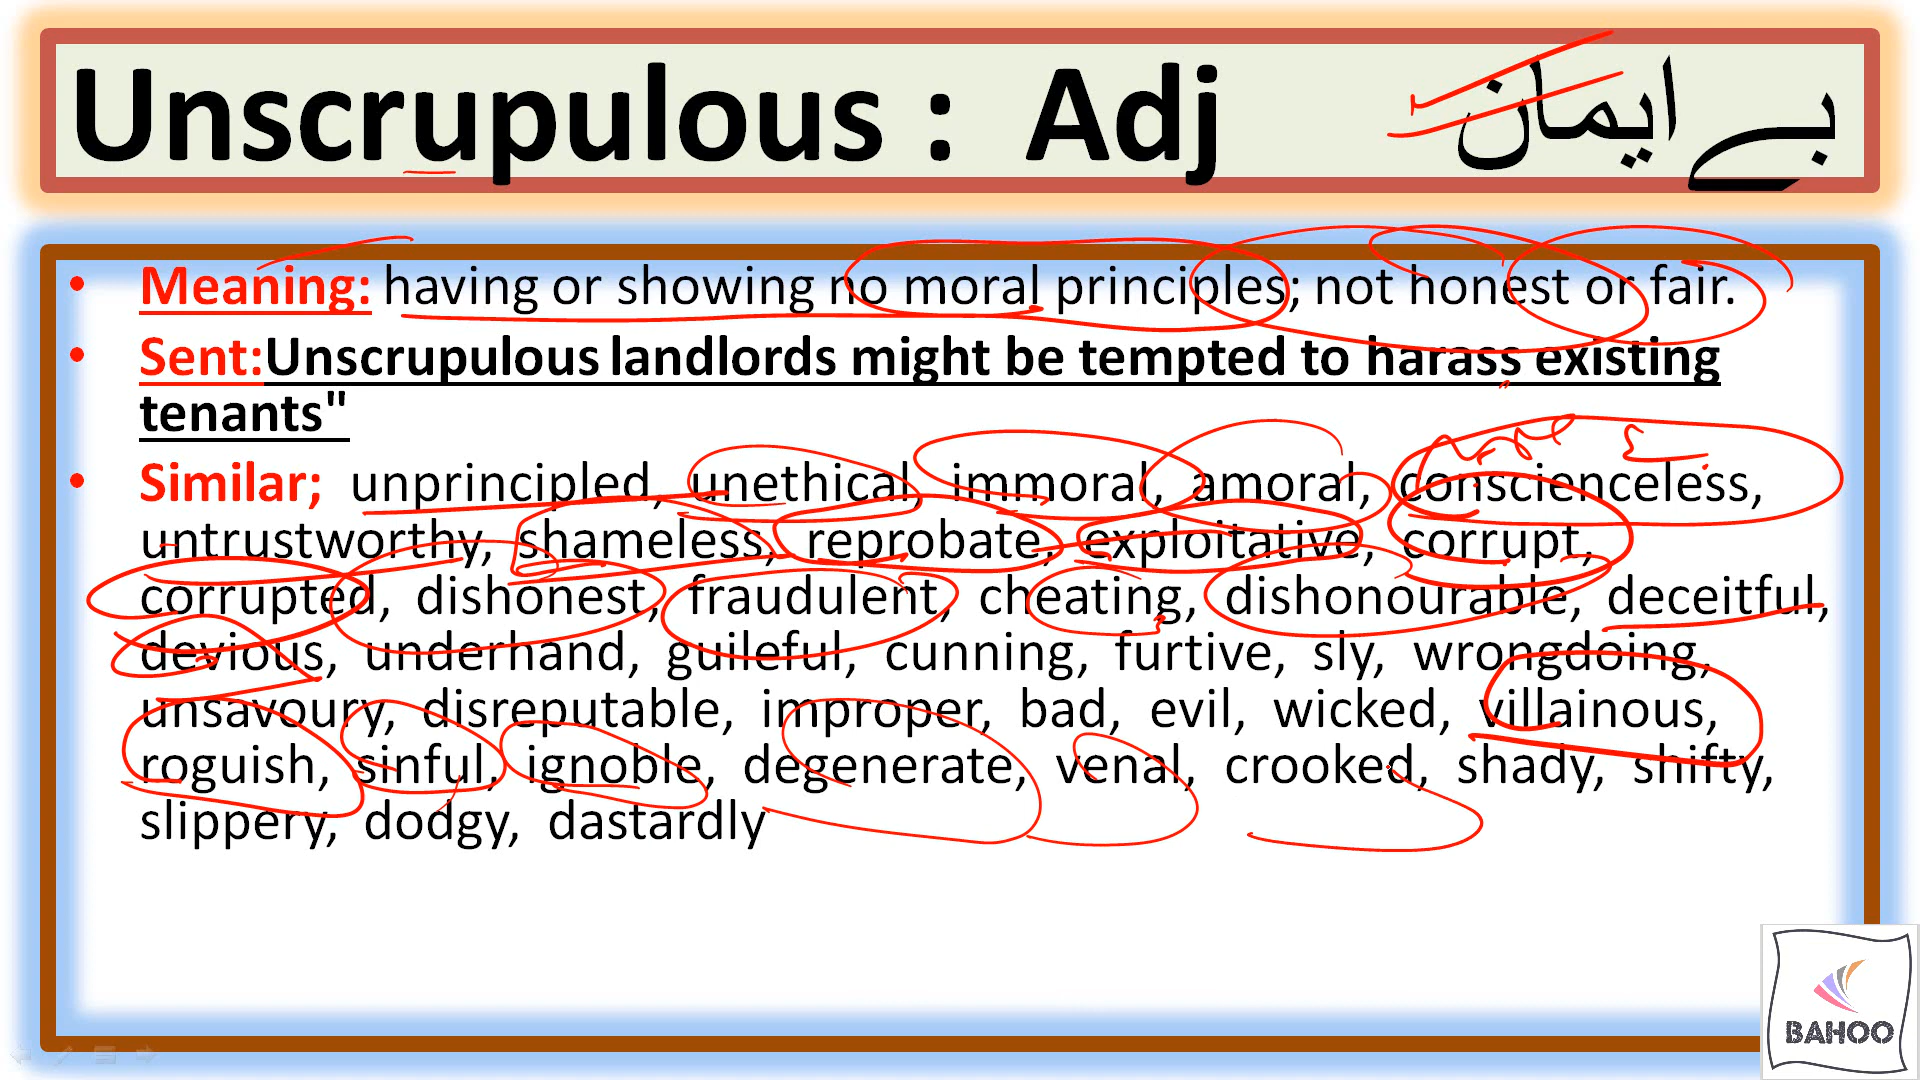 Unscrupulous : Adj بے ایمان
• Meaning: having or showing no moral principles; not honest or fair.
• Sent:Unscrupulous landlords might be tempted to harass existing
tenants"
• Similar; unprincipled, unethical, immoral, amoral, conscienceless,
untrustworthy, shameless, reprobate, exploitative, corrupt,
corrupted, dishonest, fraudulent, cheating, dishonourable, deceitful,
devious, underhand, guileful, cunning, furtive, sly, wrongdoing,
unsavoury, disreputable, improper, bad, evil, wicked, villainous,
roguish, sinful, ignoble, degenerate, venal, crooked, shady, shifty,
slippery, dodgy, dastardly
BAHOO